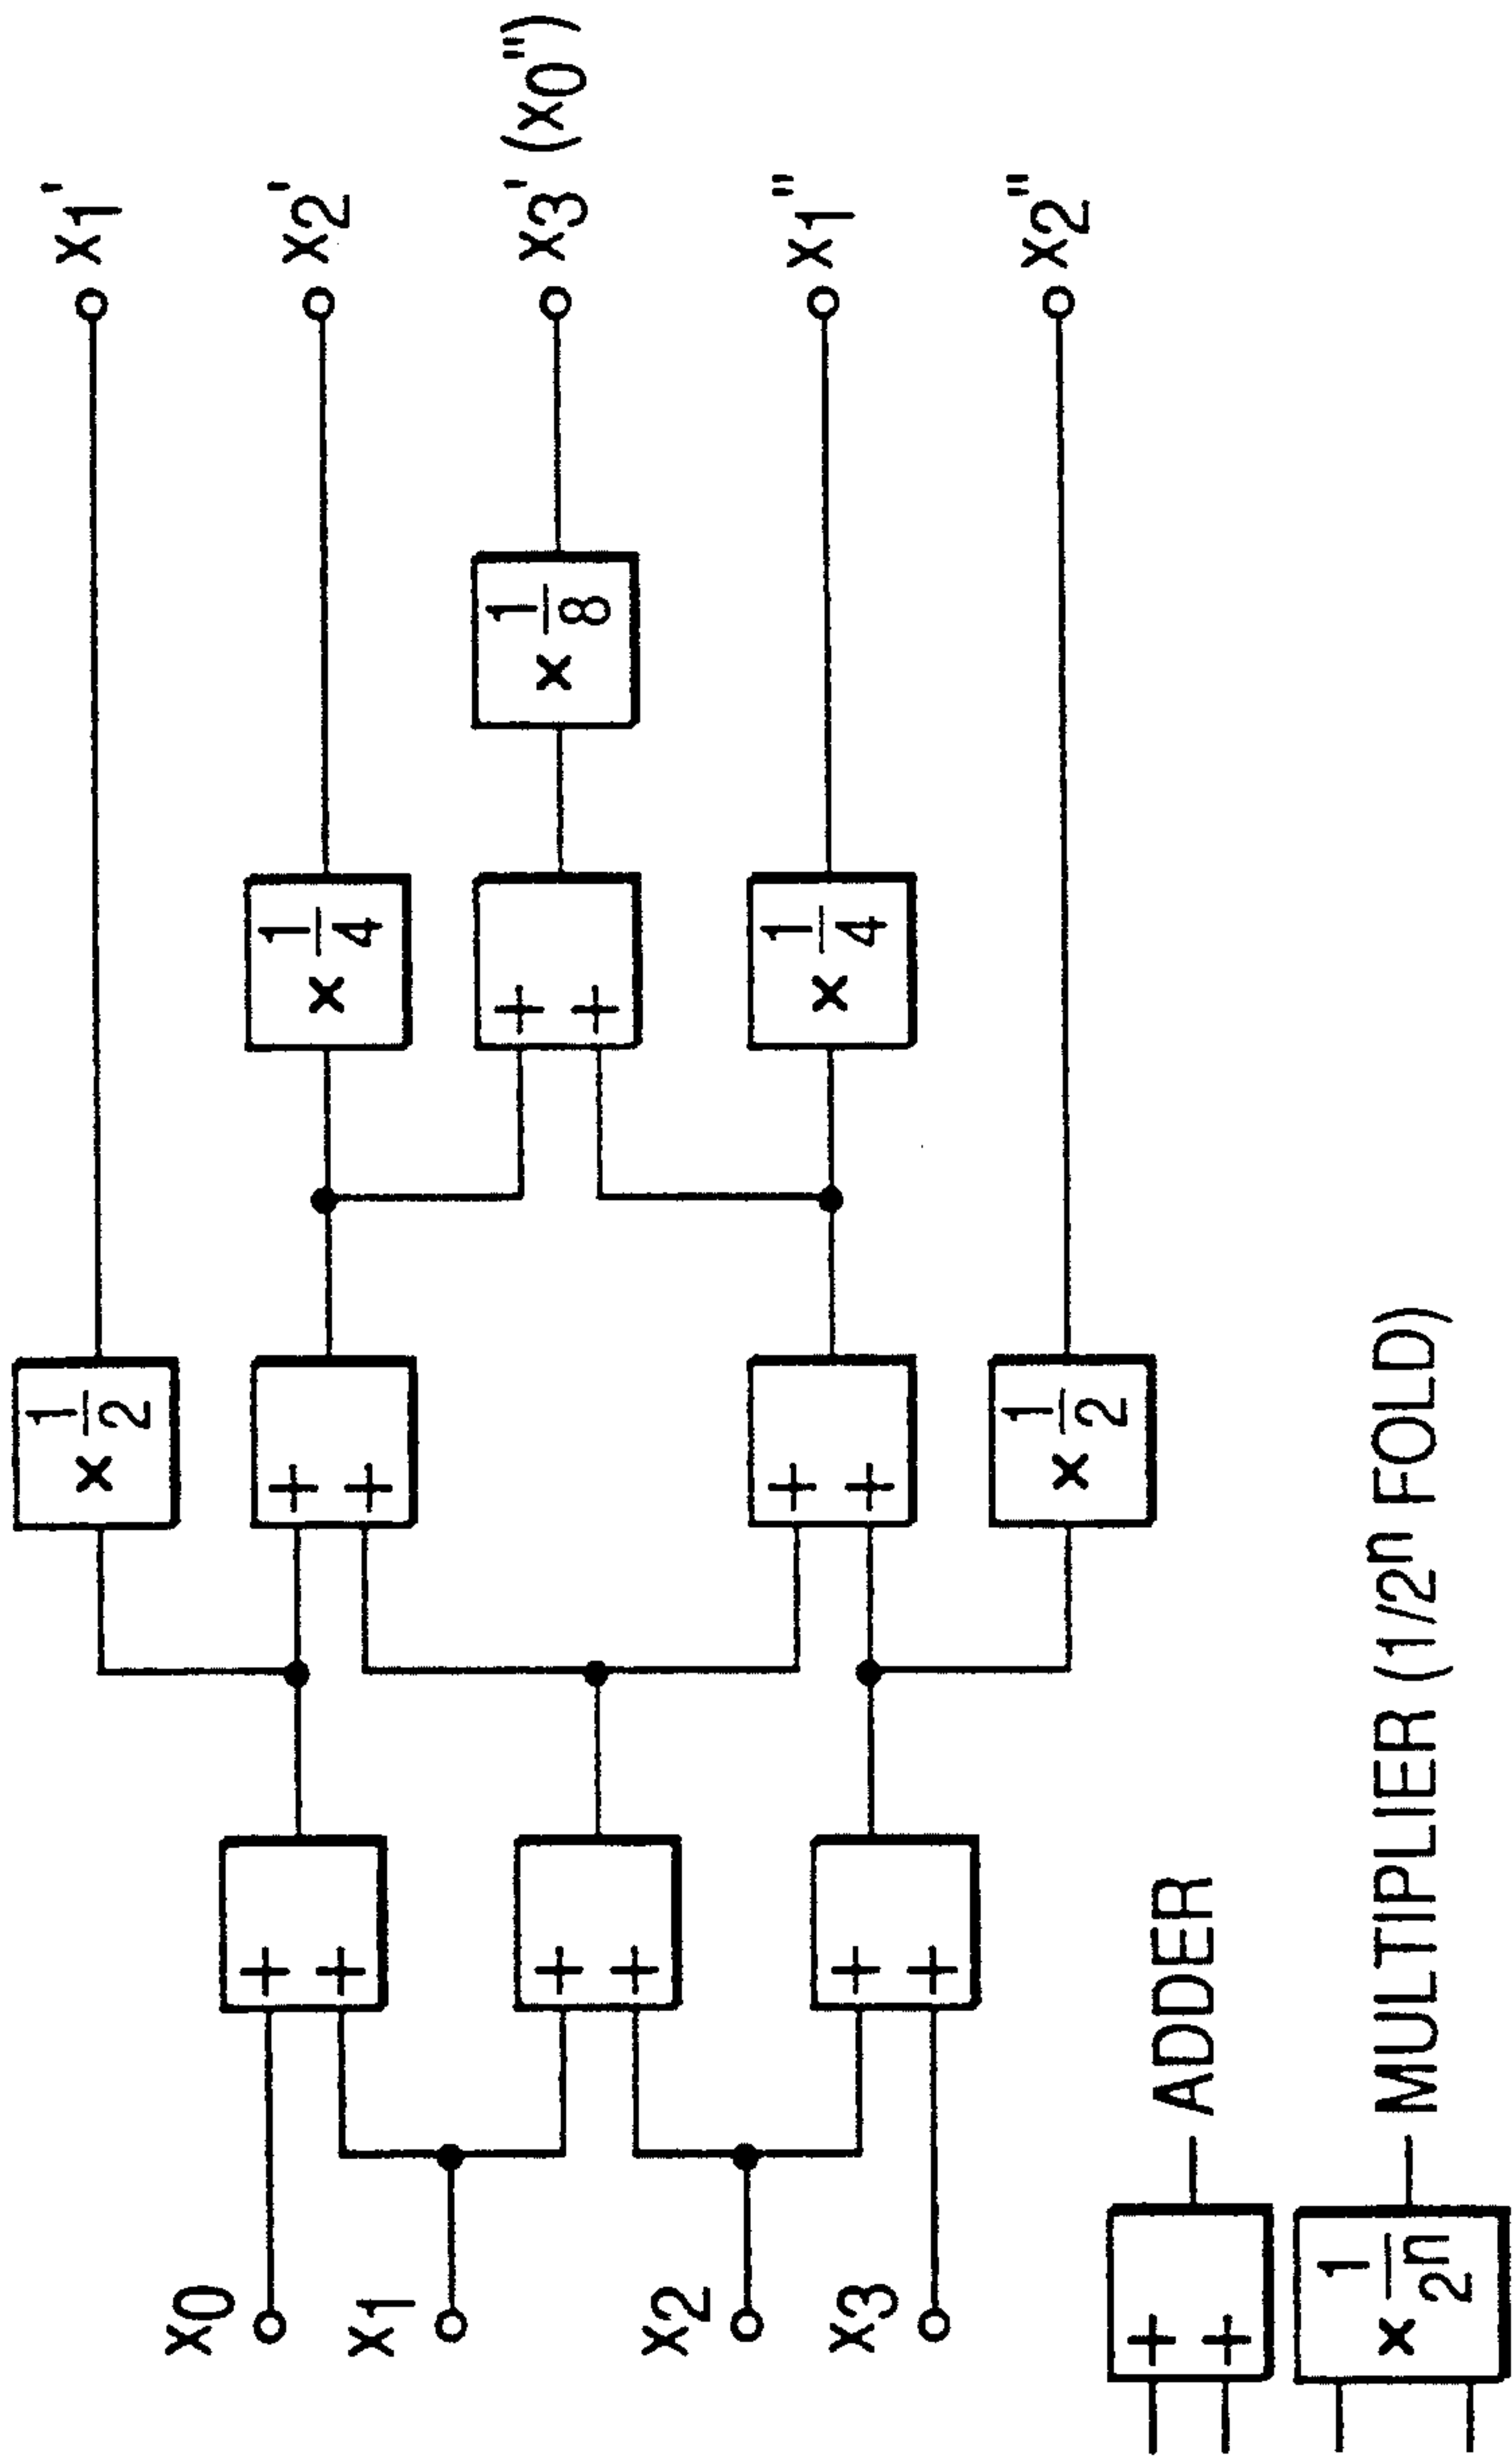 x0
x1
x2
x3
+
+
+
+
+
+
× 1/2
+
+
+
+
× 1/2
× 1/4
+
+
× 1/4
× 1/8
x1'
x2'
x3' (x0")
x1"
x2"
+
+
ADDER
× 1/2n
MULTIPLIER (1/2n FOLD)